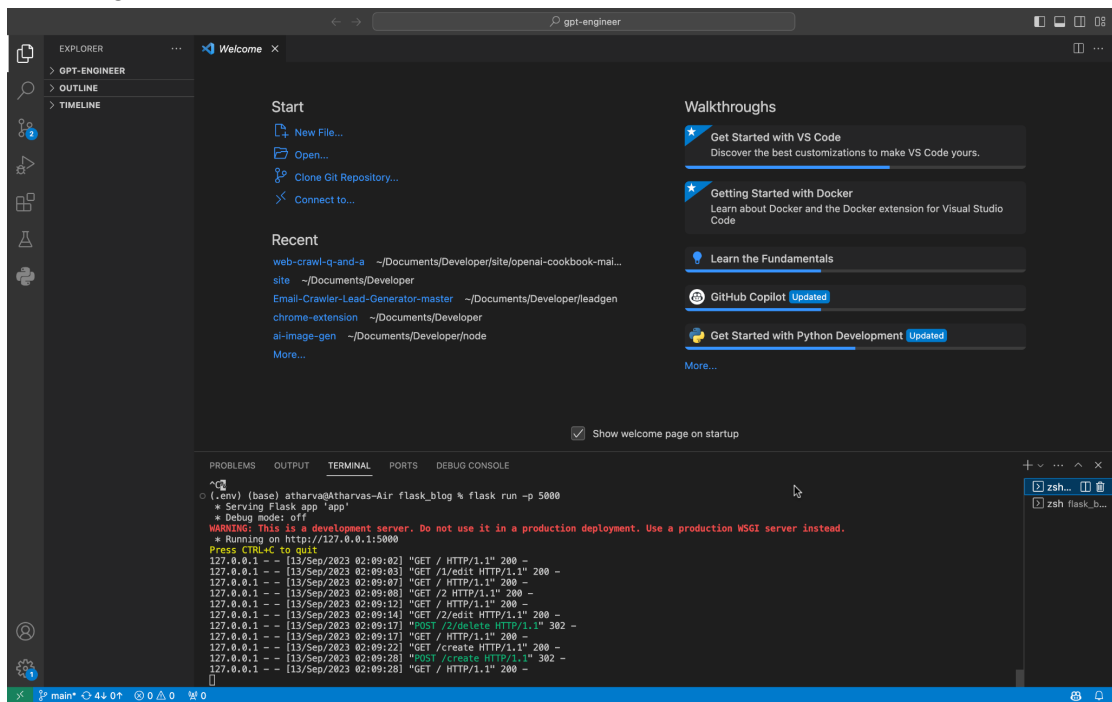 gpt-engineer
EXPLORER
Welcome
GPT-ENGINEER
OUTLINE
TIMELINE
Start
New File...
Open...
Clone Git Repository...
Connect to...
Recent
web-crawl-q-and-a ~/Documents/Developer/site/openai-cookbook-mai...
site ~/Documents/Developer
Email-Crawler-Lead-Generator-master ~/Documents/Developer/leadgen
chrome-extension ~/Documents/Developer
ai-image-gen ~/Documents/Developer/node
More...
Walkthroughs
Get Started with VS Code
Discover the best customizations to make VS Code yours.
Getting Started with Docker
Learn about Docker and the Docker extension for Visual Studio
Code
Learn the Fundamentals
GitHub Copilot Updated
Get Started with Python Development Updated
More...
Show welcome page on startup
2
PROBLEMS OUTPUT TERMINAL PORTS DEBUG CONSOLE
^C
(.env) (base) atharva@Atharvas-Air flask_blog % flask run -p 5000
* Serving Flask app 'app'
* Debug mode: off
WARNING: This is a development server. Do not use it in a production deployment. Use a production WSGI server instead.
* Running on http://127.0.0.1:5000
Press CTRL+C to quit
127.0.0.1 - - [13/Sep/2023 02:09:02] "GET / HTTP/1.1" 200 -
127.0.0.1 - - [13/Sep/2023 02:09:03] "GET /1/edit HTTP/1.1" 200 -
127.0.0.1 - - [13/Sep/2023 02:09:07] "GET / HTTP/1.1" 200 -
127.0.0.1 - - [13/Sep/2023 02:09:08] "GET /2 HTTP/1.1" 200 -
127.0.0.1 - - [13/Sep/2023 02:09:12] "GET / HTTP/1.1" 200 -
127.0.0.1 - - [13/Sep/2023 02:09:14] "GET /2/edit HTTP/1.1" 200 -
127.0.0.1 - - [13/Sep/2023 02:09:17] "POST /2/delete HTTP/1.1" 302 -
127.0.0.1 - - [13/Sep/2023 02:09:17] "GET / HTTP/1.1" 200 -
127.0.0.1 - - [13/Sep/2023 02:09:22] "GET /create HTTP/1.1" 200 -
127.0.0.1 - - [13/Sep/2023 02:09:28] "POST /create HTTP/1.1" 302 -
127.0.0.1 - - [13/Sep/2023 02:09:28] "GET / HTTP/1.1" 200 -
zsh...
zsh flask_b...
1
main* 4↓ 0↑ 0 0 0